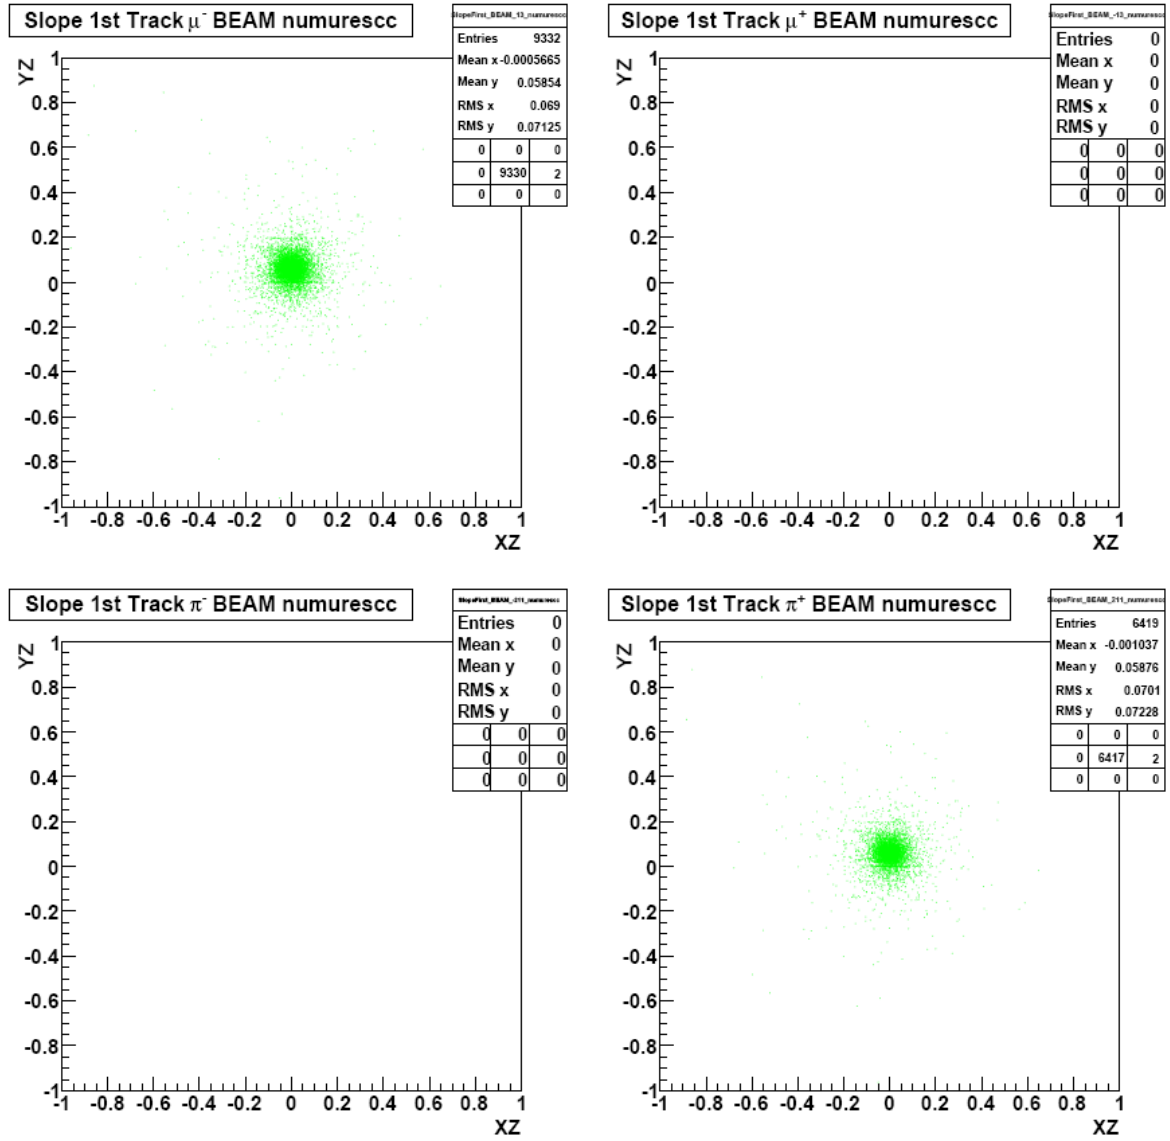 Slope 1st Track μ⁻ BEAM numurescc
SlopeFirst_BEAM_13_numurescc
Entries 9332
Mean x -0.0005665
Mean y 0.05854
RMS x 0.069
RMS y 0.07125
0 0 0
0 9330 2
0 0 0
YZ
1
0.8
0.6
0.4
0.2
0
-0.2
-0.4
-0.6
-0.8
-1
-1 -0.8 -0.6 -0.4 -0.2 0 0.2 0.4 0.6 0.8 1
XZ
Slope 1st Track μ⁺ BEAM numurescc
SlopeFirst_BEAM_-13_numurescc
Entries 0
Mean x 0
Mean y 0
RMS x 0
RMS y 0
0 0 0
0 0 0
0 0 0
YZ
1
0.8
0.6
0.4
0.2
0
-0.2
-0.4
-0.6
-0.8
-1
-1 -0.8 -0.6 -0.4 -0.2 0 0.2 0.4 0.6 0.8 1
XZ
Slope 1st Track π⁻ BEAM numurescc
SlopeFirst_BEAM_-211_numurescc
Entries 0
Mean x 0
Mean y 0
RMS x 0
RMS y 0
0 0 0
0 0 0
0 0 0
YZ
1
0.8
0.6
0.4
0.2
0
-0.2
-0.4
-0.6
-0.8
-1
-1 -0.8 -0.6 -0.4 -0.2 0 0.2 0.4 0.6 0.8 1
XZ
Slope 1st Track π⁺ BEAM numurescc
SlopeFirst_BEAM_211_numurescc
Entries 6419
Mean x -0.001037
Mean y 0.05876
RMS x 0.0701
RMS y 0.07228
0 0 0
0 6417 2
0 0 0
YZ
1
0.8
0.6
0.4
0.2
0
-0.2
-0.4
-0.6
-0.8
-1
-1 -0.8 -0.6 -0.4 -0.2 0 0.2 0.4 0.6 0.8 1
XZ